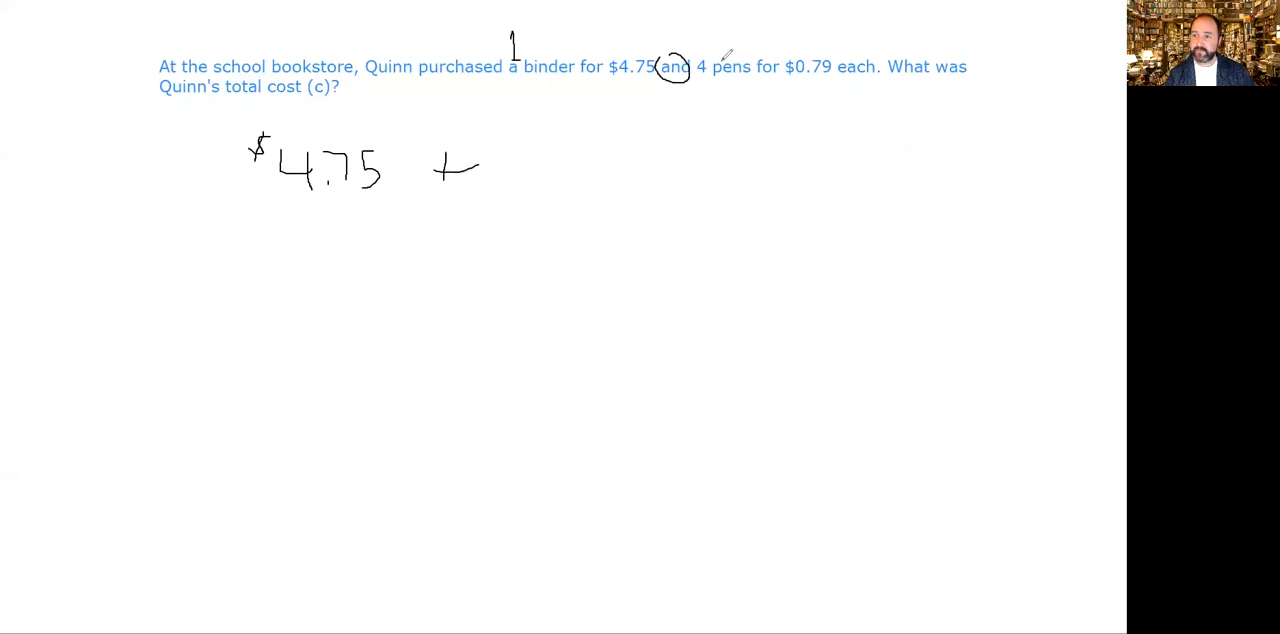 1
At the school bookstore, Quinn purchased a binder for $4.75 and 4 pens for $0.79 each. What was
Quinn's total cost (c)?
$4.75 +